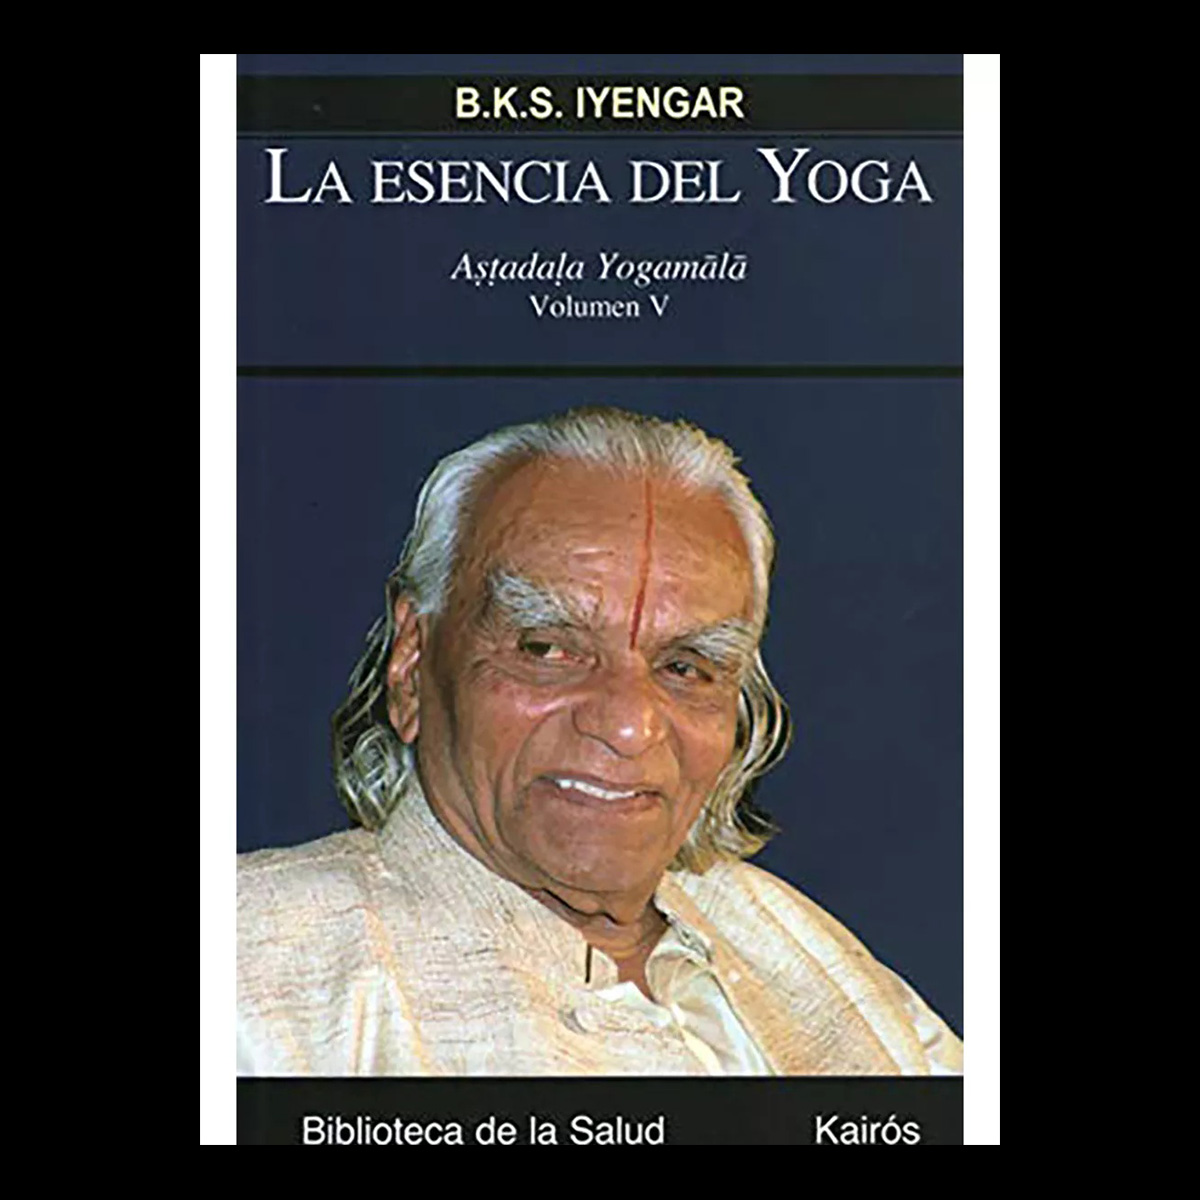 B.K.S. IYENGAR
LA ESENCIA DEL YOGA
Aṣṭadaḷa Yogamālā
Volumen V
Biblioteca de la Salud Kairós